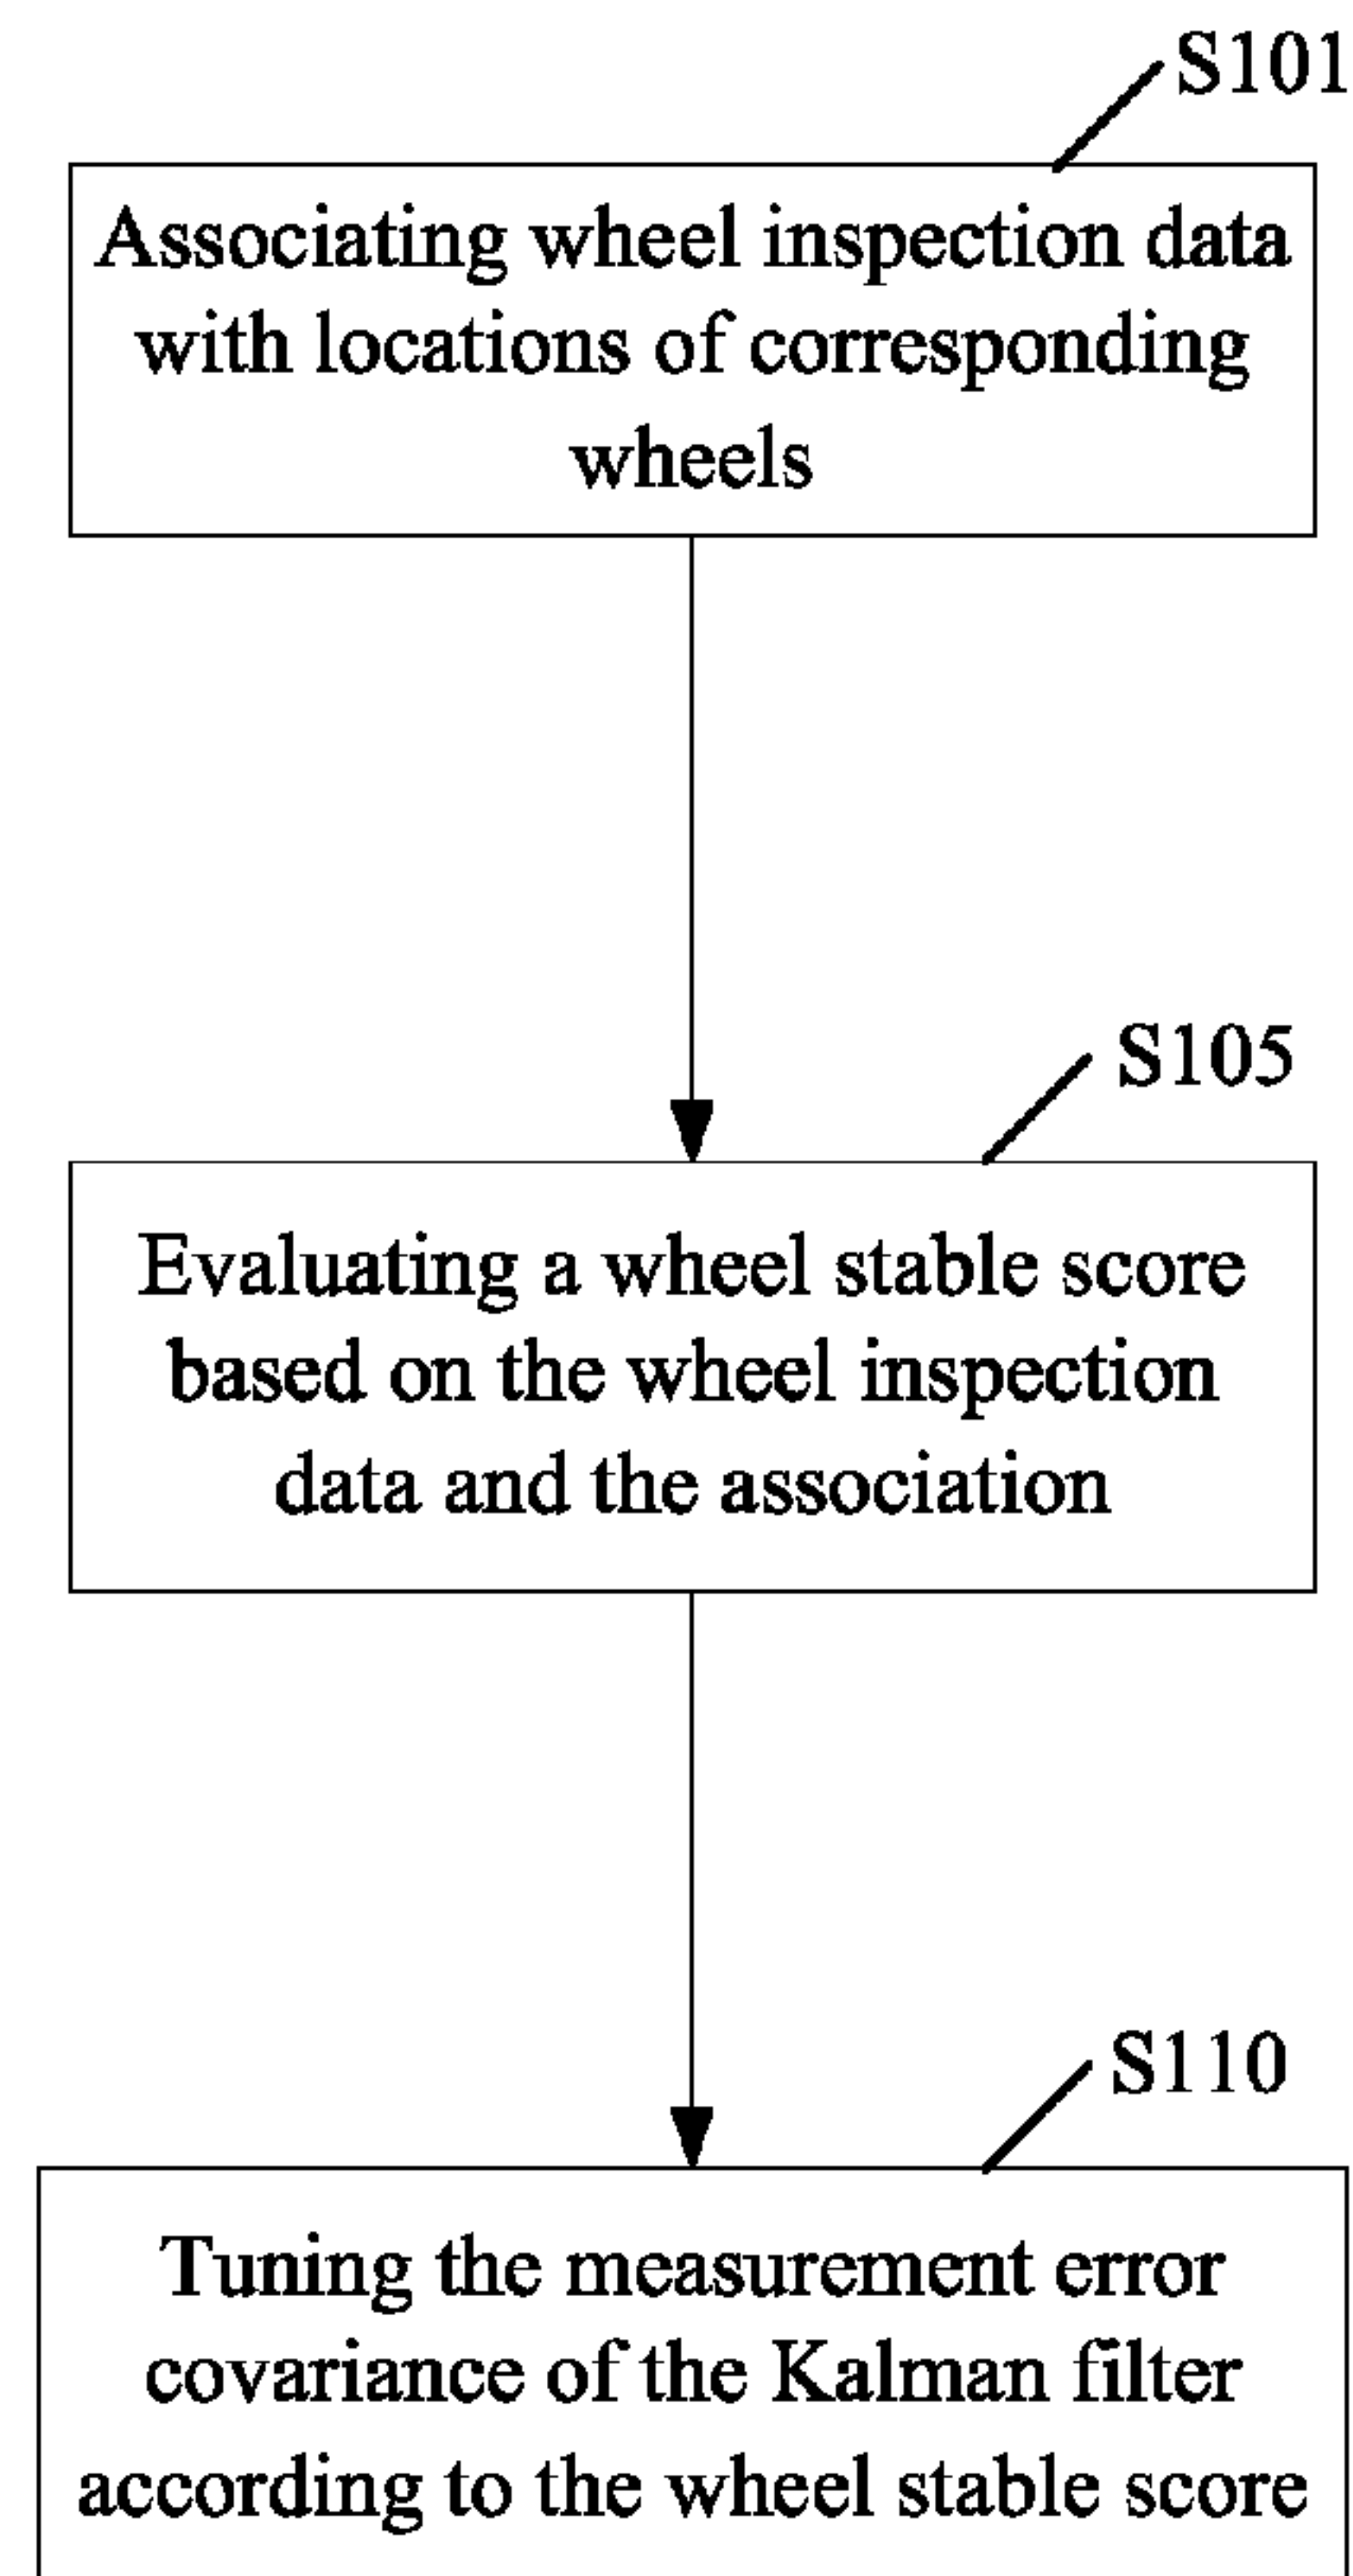 S101
Associating wheel inspection data
with locations of corresponding
wheels
S105
Evaluating a wheel stable score
based on the wheel inspection
data and the association
S110
Tuning the measurement error
covariance of the Kalman filter
according to the wheel stable score